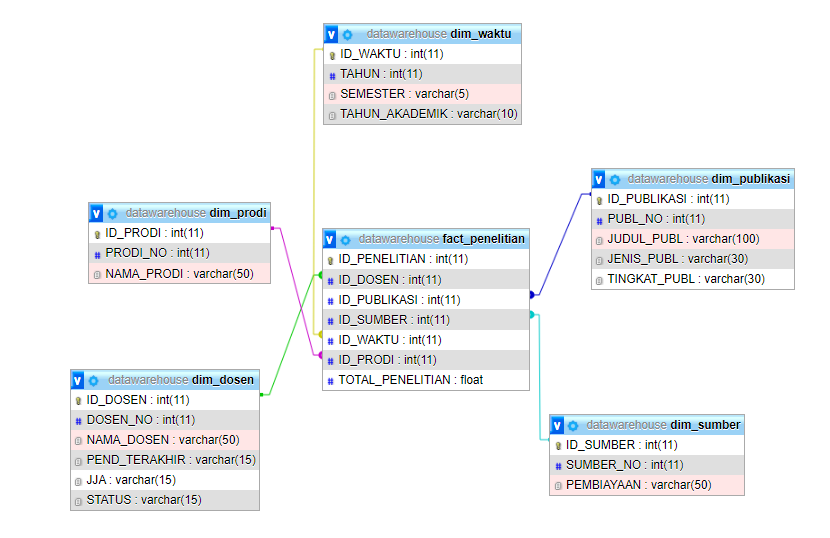 datawarehouse dim_waktu
ID_WAKTU : int(11)
TAHUN : int(11)
SEMESTER : varchar(5)
TAHUN_AKADEMIK : varchar(10)
datawarehouse dim_publikasi
ID_PUBLIKASI : int(11)
PUBL_NO : int(11)
JUDUL_PUBL : varchar(100)
JENIS_PUBL : varchar(30)
TINGKAT_PUBL : varchar(30)
datawarehouse dim_prodi
ID_PRODI : int(11)
PRODI_NO : int(11)
NAMA_PRODI : varchar(50)
datawarehouse fact_penelitian
ID_PENELITIAN : int(11)
ID_DOSEN : int(11)
ID_PUBLIKASI : int(11)
ID_SUMBER : int(11)
ID_WAKTU : int(11)
ID_PRODI : int(11)
TOTAL_PENELITIAN : float
datawarehouse dim_dosen
ID_DOSEN : int(11)
DOSEN_NO : int(11)
NAMA_DOSEN : varchar(50)
PEND_TERAKHIR : varchar(15)
JJA : varchar(15)
STATUS : varchar(15)
datawarehouse dim_sumber
ID_SUMBER : int(11)
SUMBER_NO : int(11)
PEMBIAYAAN : varchar(50)